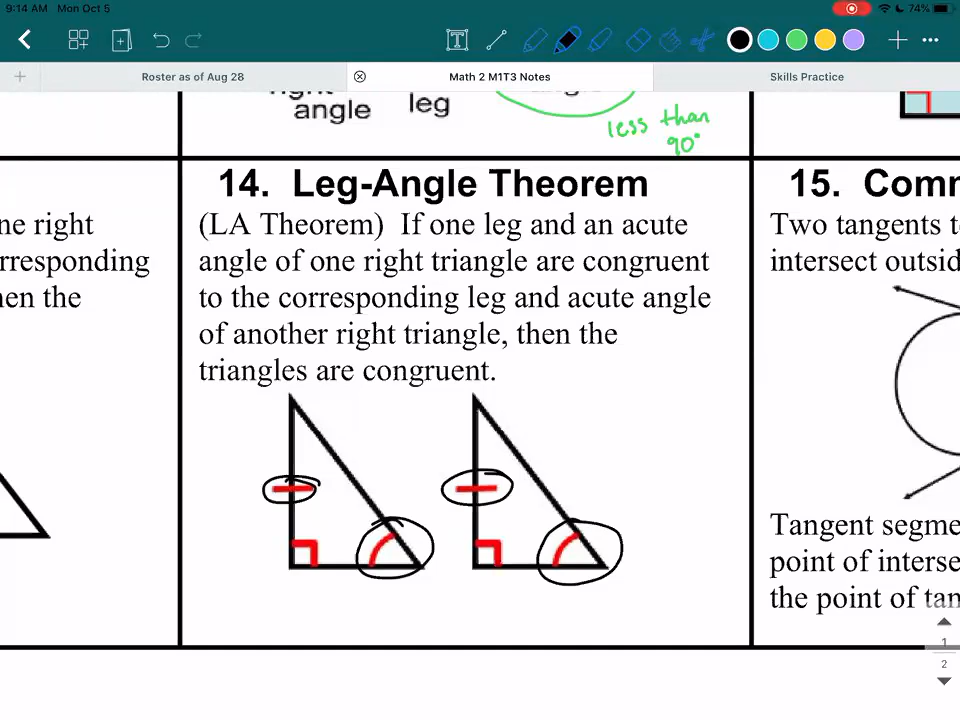 9:14 AM Mon Oct 5
74%
Roster as of Aug 28
Math 2 M1T3 Notes
Skills Practice
angle leg
less than
90°
ne right
rresponding
hen the
14. Leg-Angle Theorem
(LA Theorem) If one leg and an acute
angle of one right triangle are congruent
to the corresponding leg and acute angle
of another right triangle, then the
triangles are congruent.
15. Comm
Two tangents t
intersect outsid
Tangent segme
point of interse
the point of tan
1
2